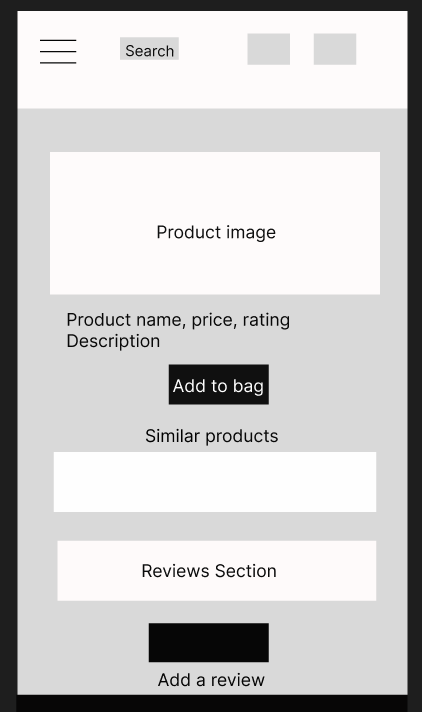 Search
Product image
Product name, price, rating
Description
Add to bag
Similar products
Reviews Section
Add a review